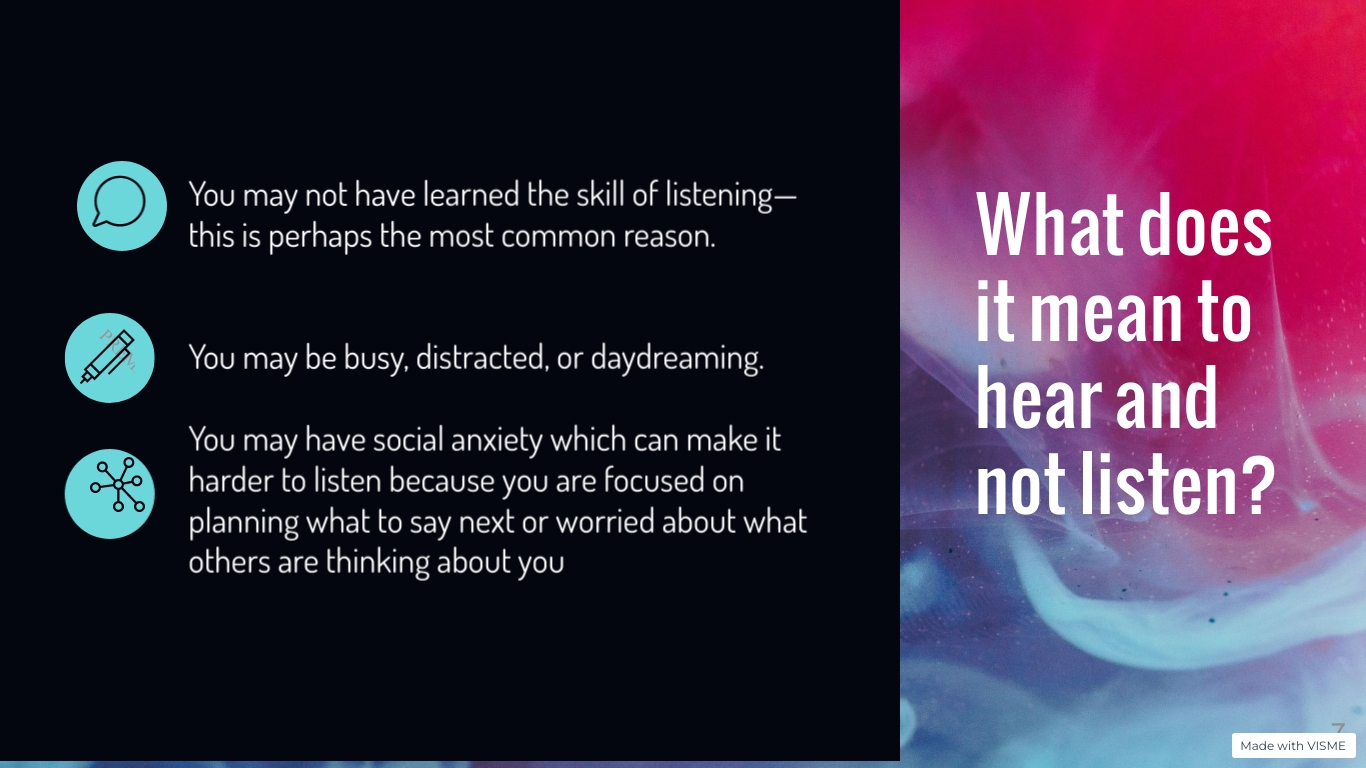 You may not have learned the skill of listening—
this is perhaps the most common reason.
You may be busy, distracted, or daydreaming.
You may have social anxiety which can make it
harder to listen because you are focused on
planning what to say next or worried about what
others are thinking about you
What does
it mean to
hear and
not listen?
7
Made with VISME